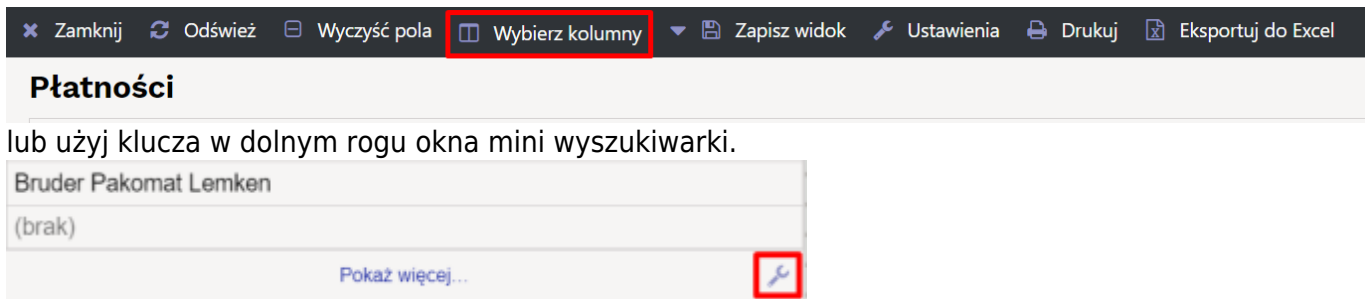 Zamknij Odśwież Wyczyść pola Wybierz kolumny Zapisz widok Ustawienia Drukuj Eksportuj do Excel
Płatności
lub użyj klucza w dolnym rogu okna mini wyszukiwarki.
Bruder Pakomat Lemken
(brak)
Pokaż więcej...